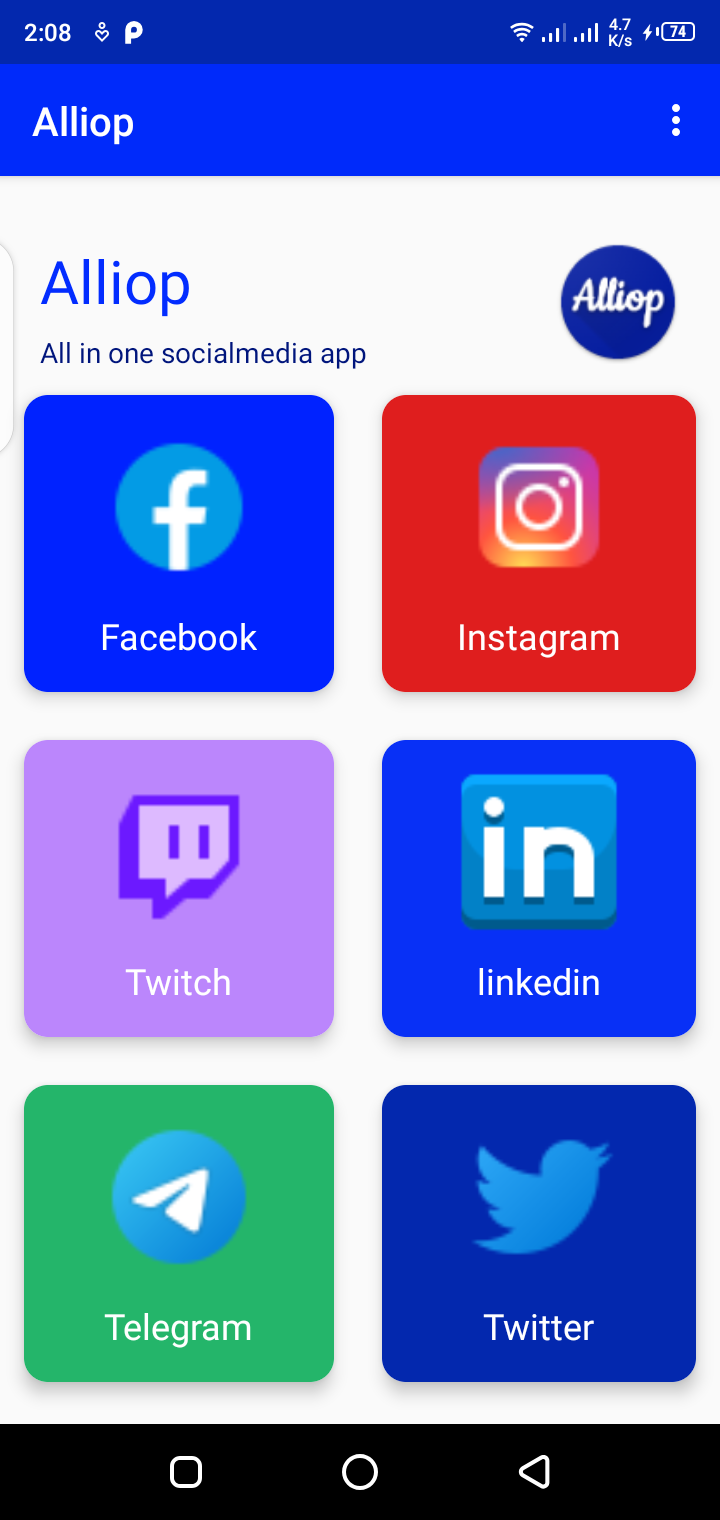 2:08
4.7
K/s
74
Alliop
Alliop
Alliop
All in one socialmedia app
Facebook
Instagram
in
Twitch
linkedin
Telegram
Twitter